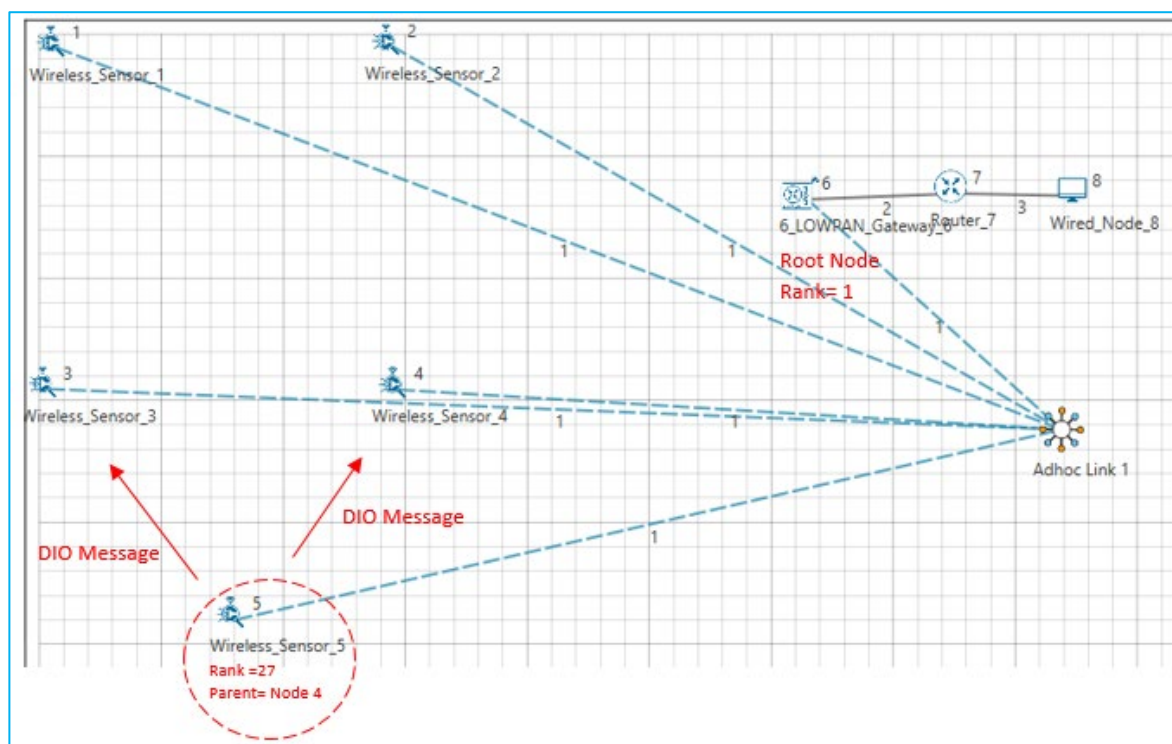 1
2
Wireless_Sensor_1
Wireless_Sensor_2
6
7
8
2
3
6_LOWPAN_Gateway_6
Router_7
Wired_Node_8
1
1
Root Node
Rank= 1
1
3
4
Wireless_Sensor_3
Wireless_Sensor_4
1
1
Adhoc Link 1
DIO Message
DIO Message
1
5
Wireless_Sensor_5
Rank =27
Parent= Node 4